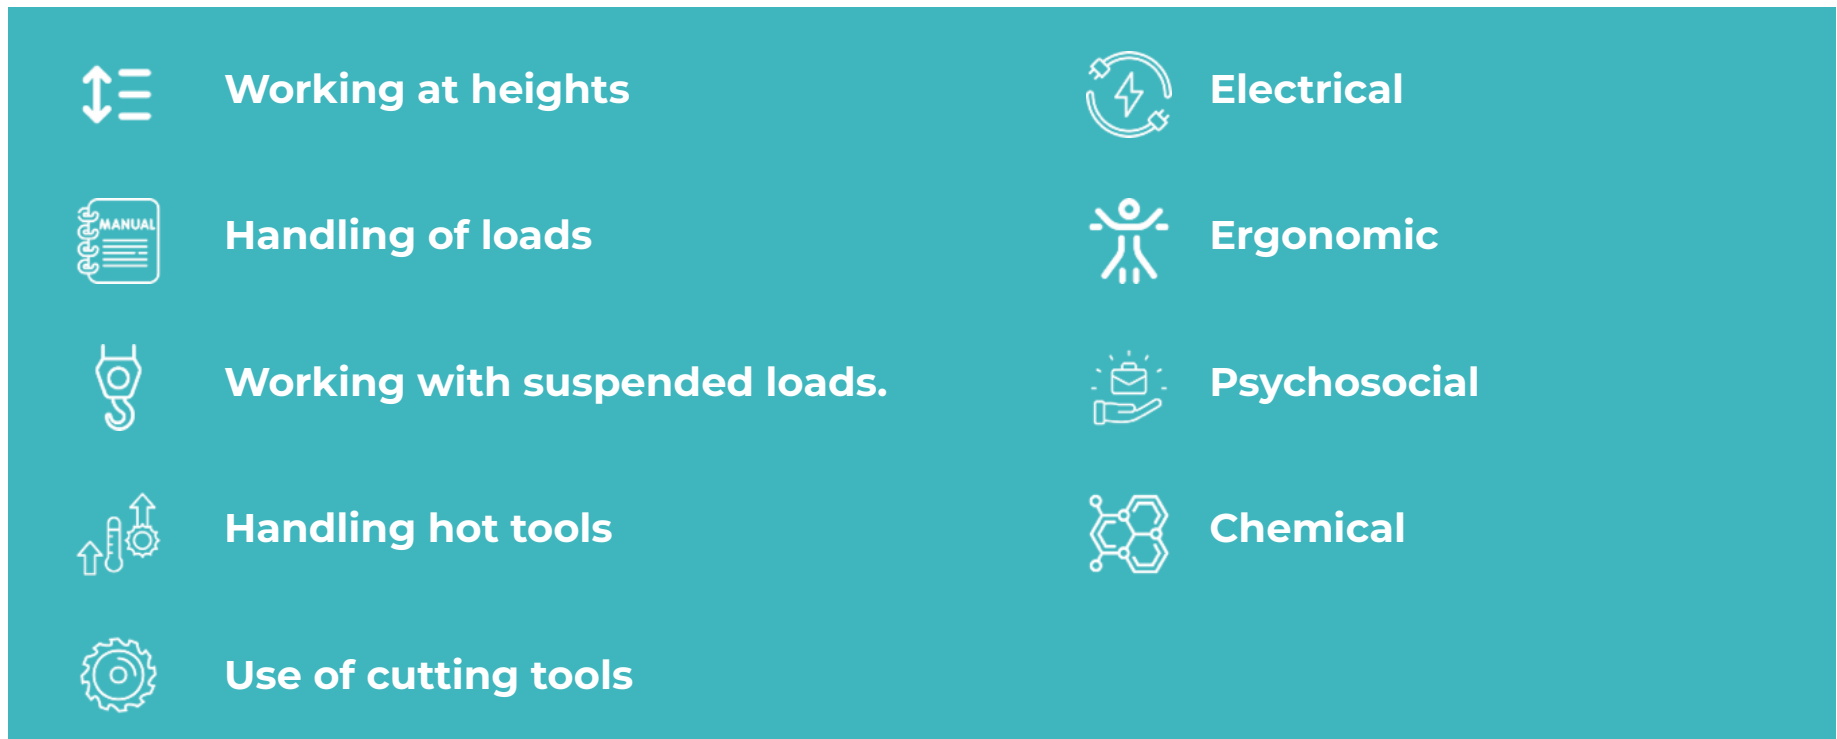 Working at heights
MANUAL
Handling of loads
Working with suspended loads.
Handling hot tools
Use of cutting tools
Electrical
Ergonomic
Psychosocial
Chemical